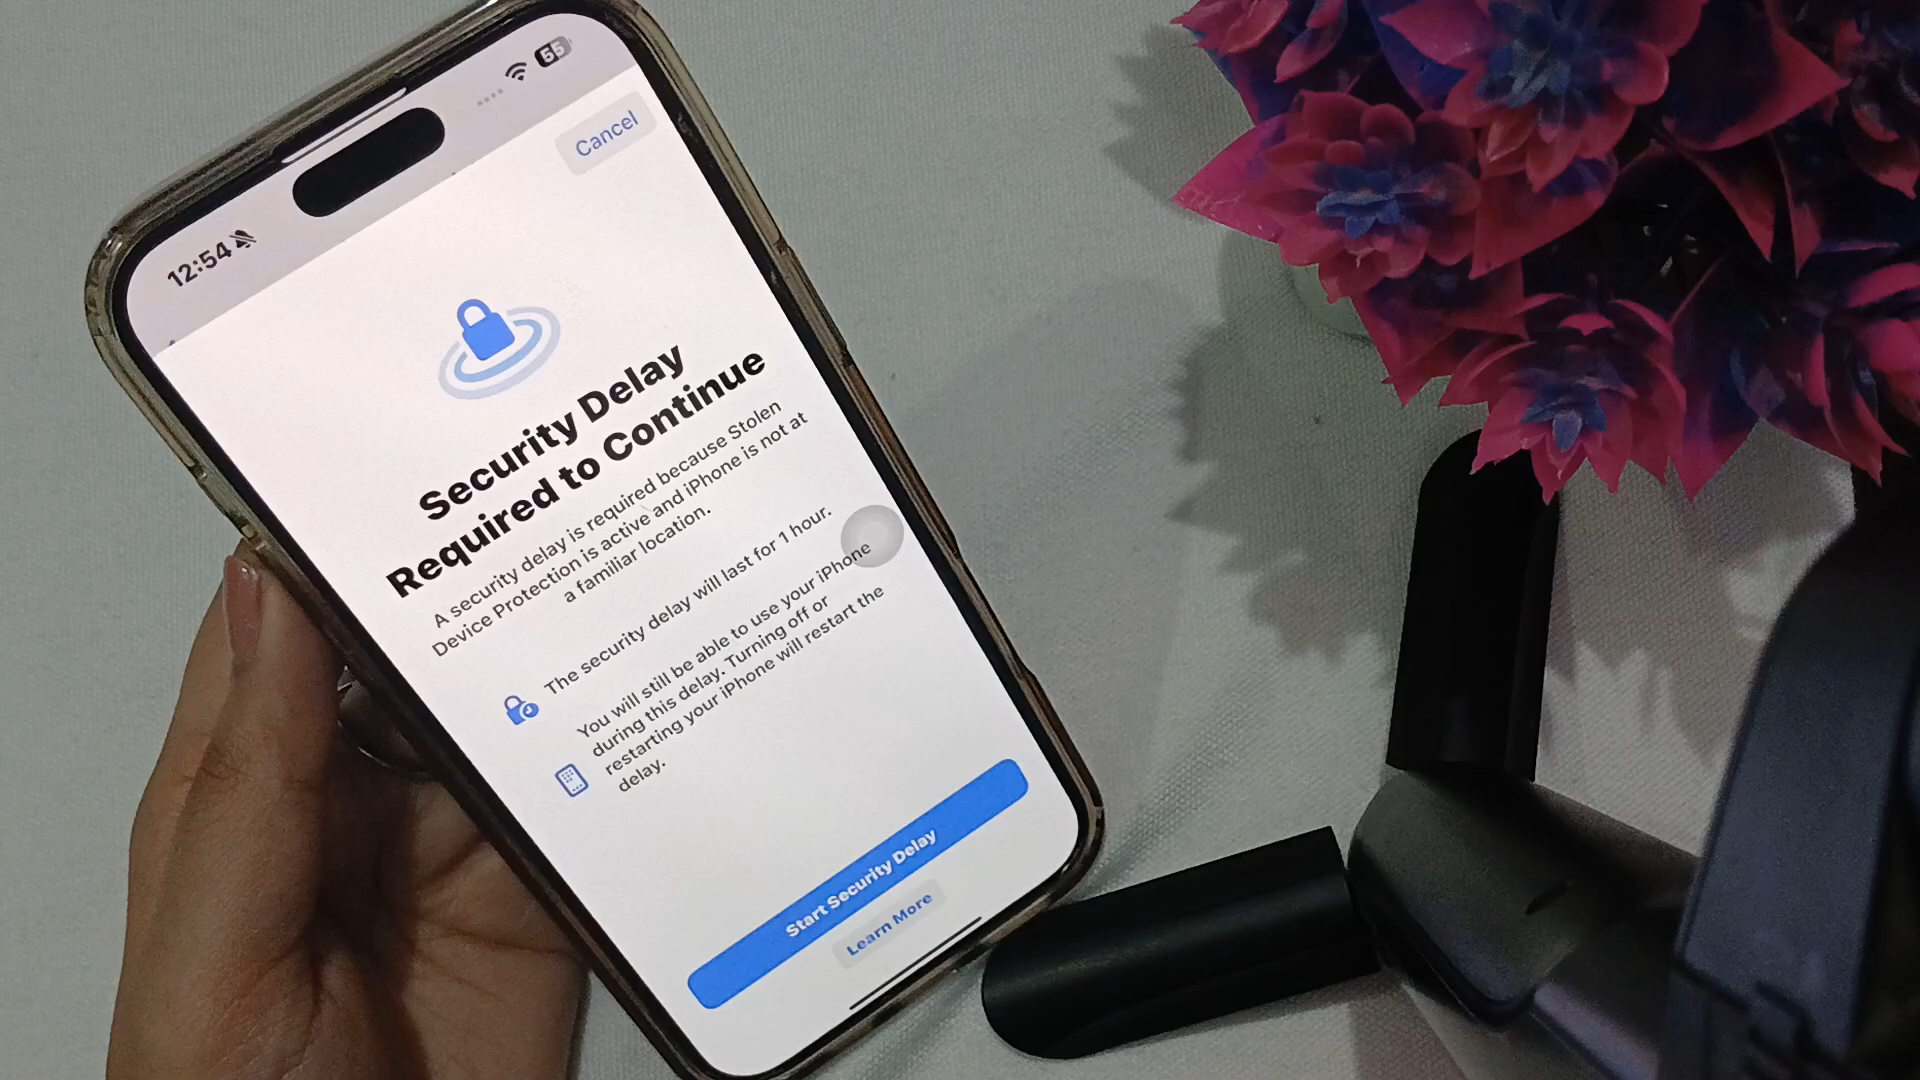 12:54
55
Cancel
Security Delay
Required to Continue
A security delay is required because Stolen
Device Protection is active and iPhone is not at
a familiar location.
The security delay will last for 1 hour.
You will still be able to use your iPhone
during this delay. Turning off or
restarting your iPhone will restart the
delay.
Start Security Delay
Learn More